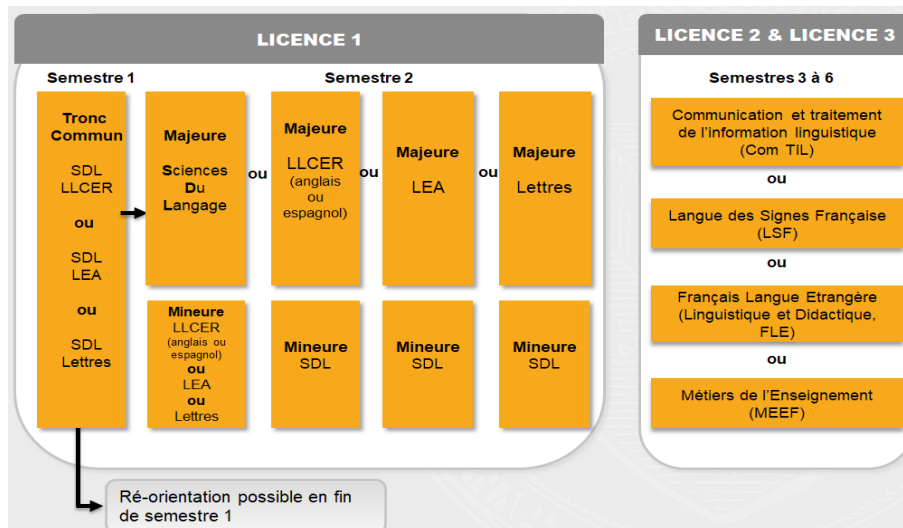 LICENCE 1
Semestre 1
Semestre 2
Tronc
Commun
SDL
LLCER
ou
SDL
LEA
ou
SDL
Lettres
Majeure
Sciences
Du
Langage
ou
Majeure
LLCER
(anglais
ou
espagnol)
ou
Majeure
LEA
ou
Majeure
Lettres
Mineure
LLCER
(anglais ou
espagnol)
ou
LEA
ou
Lettres
Mineure
SDL
Mineure
SDL
Mineure
SDL
Ré-orientation possible en fin
de semestre 1
LICENCE 2 & LICENCE 3
Semestres 3 à 6
Communication et traitement
de l'information linguistique
(Com TIL)
ou
Langue des Signes Française
(LSF)
ou
Français Langue Etrangère
(Linguistique et Didactique,
FLE)
ou
Métiers de l'Enseignement
(MEEF)